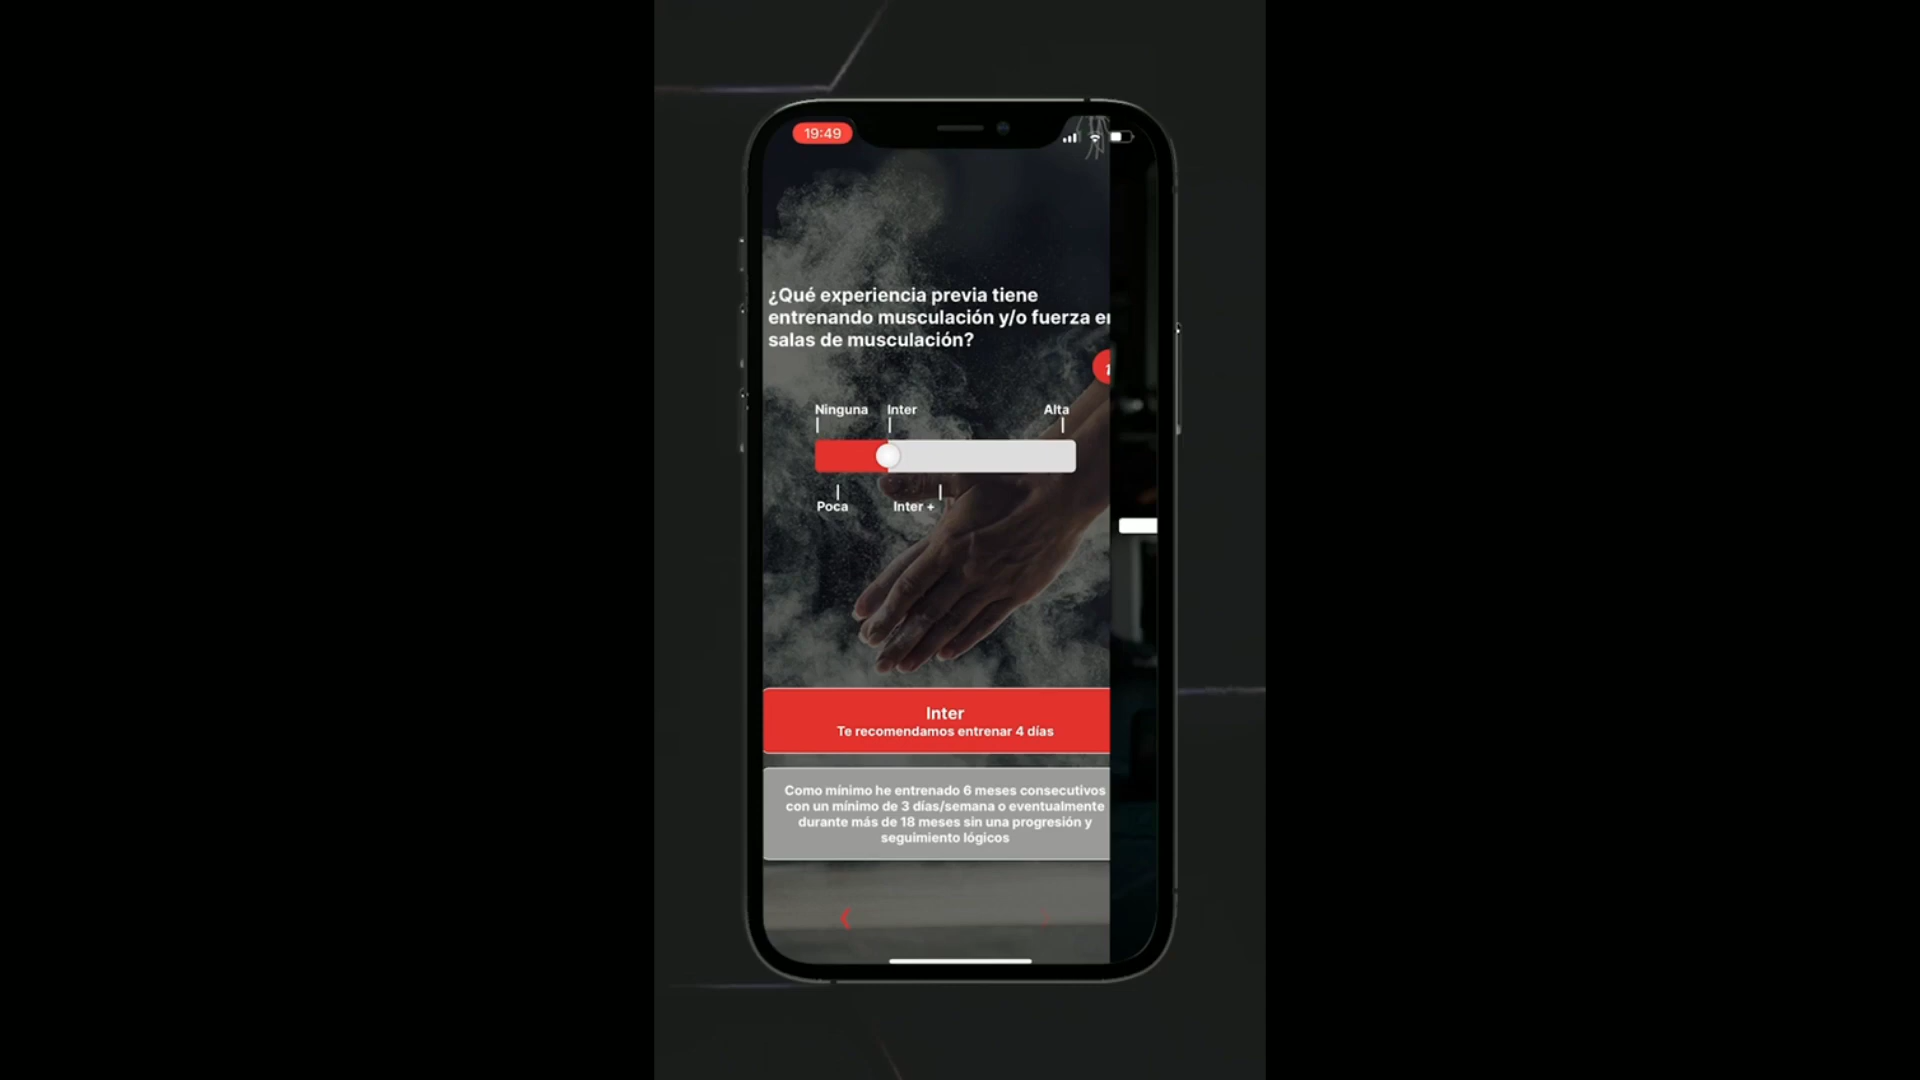 19:49
¿Qué experiencia previa tiene
entrenando musculación y/o fuerza
salas de musculación?
Ninguna Inter Alta
Poca Inter +
Inter
Te recomendamos entrenar 4 días
Como mínimo he entrenado 6 meses consecutivos
con un mínimo de 3 días/semana o eventualmente
durante más de 18 meses sin una progresión y
seguimiento lógicos